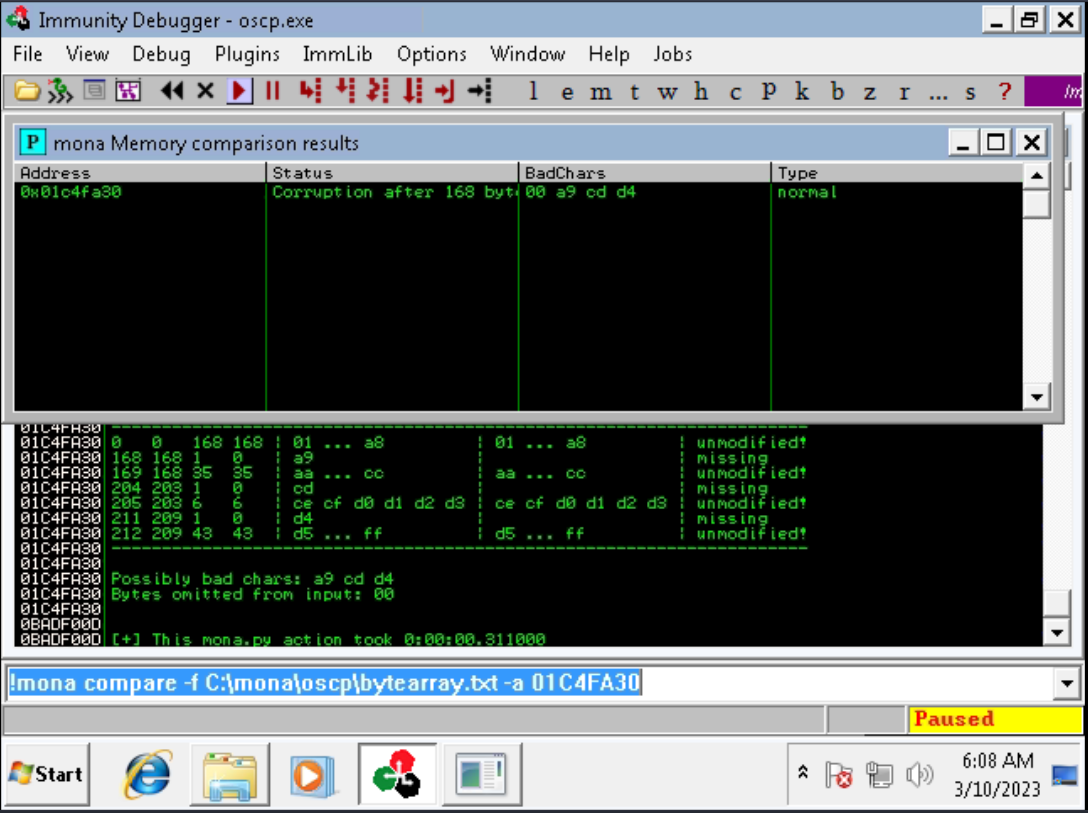 Immunity Debugger - oscp.exe
File View Debug Plugins ImmLib Options Window Help Jobs
l e m t w h c P k b z r ... s ?
mona Memory comparison results
Address Status BadChars Type
0x01c4fa30 Corruption after 168 byt 00 a9 cd d4 normal
01C4FA30
01C4FA30 0 0 168 168 | 01 ... a8 | 01 ... a8 | unmodified!
01C4FA30 168 168 1 0 | a9 | | missing
01C4FA30 169 168 35 35 | aa ... cc | aa ... cc | unmodified!
01C4FA30 204 203 1 0 | cd | | missing
01C4FA30 205 203 6 6 | ce cf d0 d1 d2 d3 | ce cf d0 d1 d2 d3 | unmodified!
01C4FA30 211 209 1 0 | d4 | | missing
01C4FA30 212 209 43 43 | d5 ... ff | d5 ... ff | unmodified!
01C4FA30
01C4FA30
01C4FA30 Possibly bad chars: a9 cd d4
01C4FA30 Bytes omitted from input: 00
01C4FA30
0BADF00D
0BADF00D [+] This mona.py action took 0:00:00.311000
!mona compare -f C:\mona\oscp\bytearray.txt -a 01C4FA30
Paused
Start
6:08 AM
3/10/2023